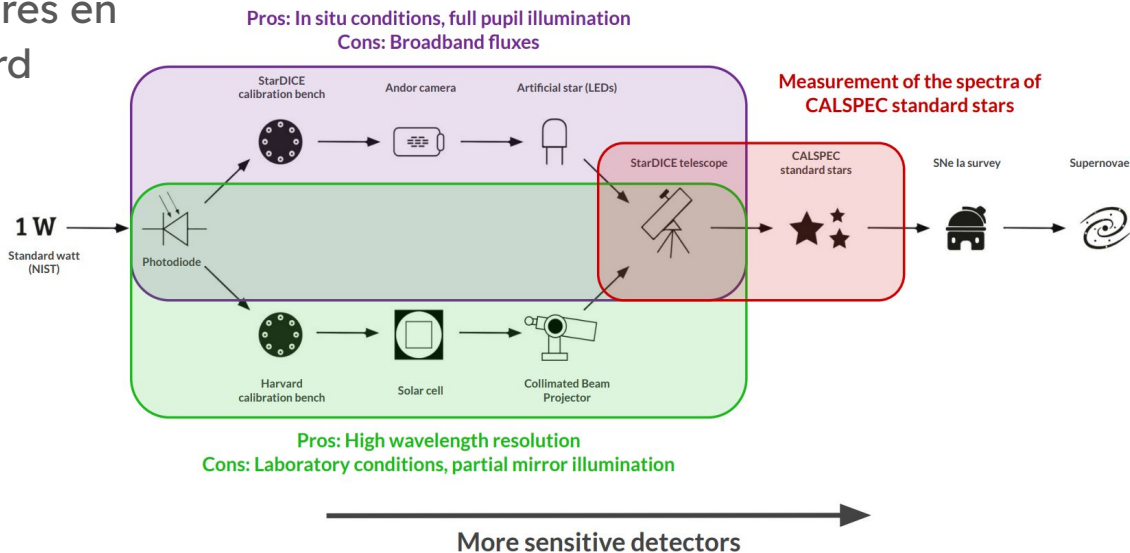 res en
rd
Pros: In situ conditions, full pupil illumination
Cons: Broadband fluxes
StarDICE
calibration bench
Andor camera
Artificial star (LEDs)
Measurement of the spectra of
CALSPEC standard stars
StarDICE telescope
CALSPEC
standard stars
SNe Ia survey
Supernovae
1 W
Standard watt
(NIST)
Photodiode
Harvard
calibration bench
Solar cell
Collimated Beam
Projector
Pros: High wavelength resolution
Cons: Laboratory conditions, partial mirror illumination
More sensitive detectors